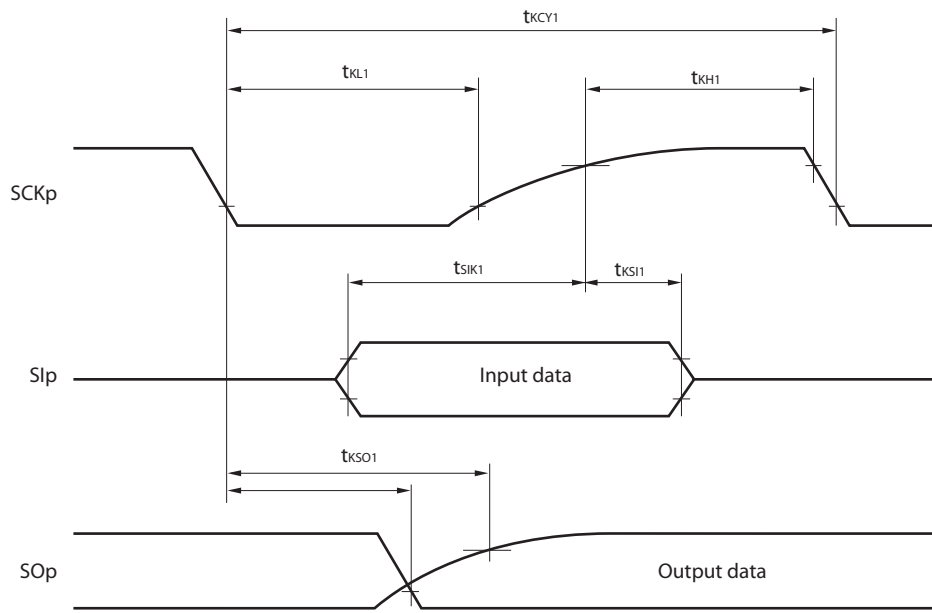 tKCY1
tKL1
tKH1
SCKp
tSIK1
tKSI1
SIp
Input data
tKSO1
SOp
Output data